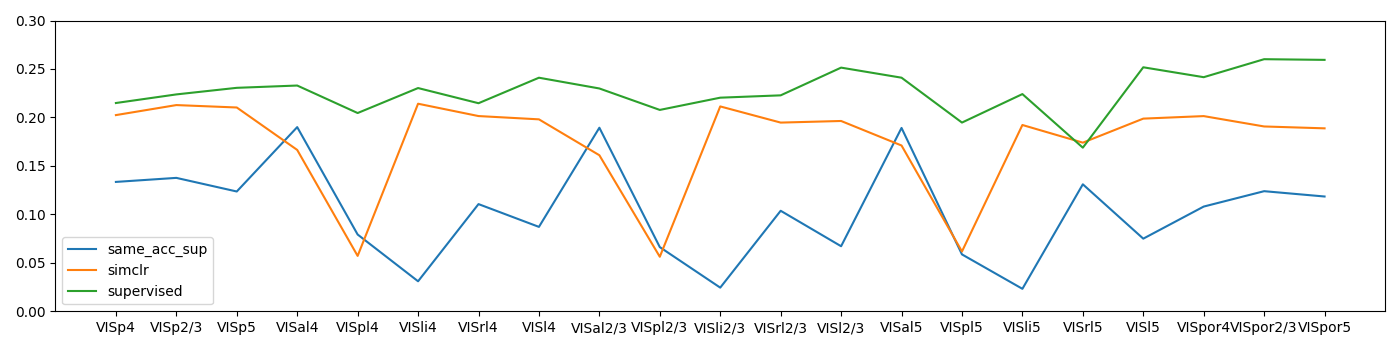 0.30
0.25
0.20
0.15
0.10
0.05
0.00
same_acc_sup
simclr
supervised
VISp4 VISp2/3 VISp5 VISal4 VISpl4 VISli4 VISrl4 VISl4 VISal2/3 VISpl2/3 VISli2/3 VISrl2/3 VISl2/3 VISal5 VISpl5 VISli5 VISrl5 VISl5 VISpor4 VISpor2/3 VISpor5